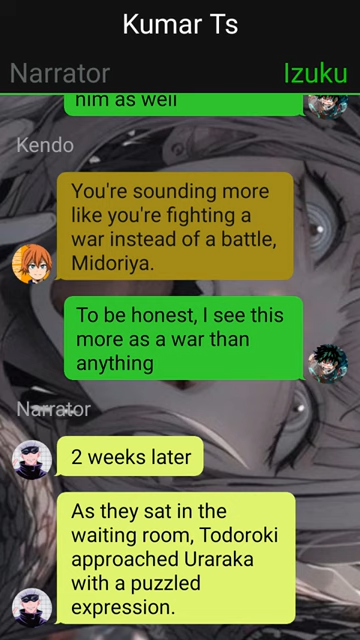 Kumar Ts
Narrator
Izuku
him as well
Kendo
You're sounding more
like you're fighting a
war instead of a battle,
Midoriya.
To be honest, I see this
more as a war than
anything
Narrator
2 weeks later
As they sat in the
waiting room, Todoroki
approached Uraraka
with a puzzled
expression.